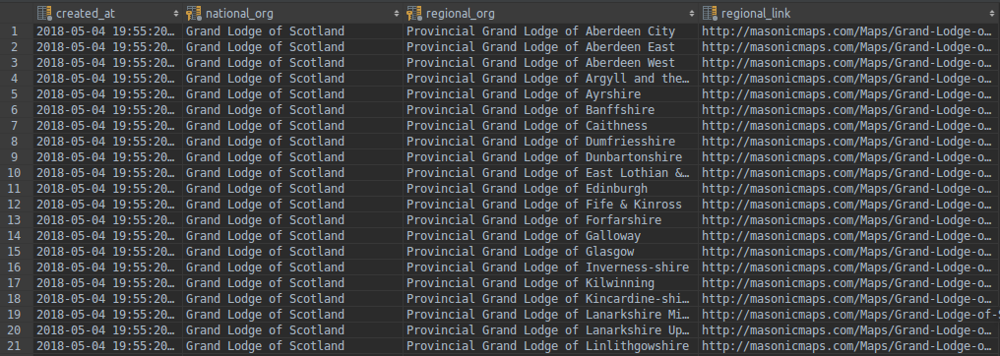 created_at national_org regional_org regional_link
1 2018-05-04 19:55:20… Grand Lodge of Scotland Provincial Grand Lodge of Aberdeen City http://masonicmaps.com/Maps/Grand-Lodge-o…
2 2018-05-04 19:55:20… Grand Lodge of Scotland Provincial Grand Lodge of Aberdeen East http://masonicmaps.com/Maps/Grand-Lodge-o…
3 2018-05-04 19:55:20… Grand Lodge of Scotland Provincial Grand Lodge of Aberdeen West http://masonicmaps.com/Maps/Grand-Lodge-o…
4 2018-05-04 19:55:20… Grand Lodge of Scotland Provincial Grand Lodge of Argyll and the… http://masonicmaps.com/Maps/Grand-Lodge-o…
5 2018-05-04 19:55:20… Grand Lodge of Scotland Provincial Grand Lodge of Ayrshire http://masonicmaps.com/Maps/Grand-Lodge-o…
6 2018-05-04 19:55:20… Grand Lodge of Scotland Provincial Grand Lodge of Banffshire http://masonicmaps.com/Maps/Grand-Lodge-o…
7 2018-05-04 19:55:20… Grand Lodge of Scotland Provincial Grand Lodge of Caithness http://masonicmaps.com/Maps/Grand-Lodge-o…
8 2018-05-04 19:55:20… Grand Lodge of Scotland Provincial Grand Lodge of Dumfriesshire http://masonicmaps.com/Maps/Grand-Lodge-o…
9 2018-05-04 19:55:20… Grand Lodge of Scotland Provincial Grand Lodge of Dunbartonshire http://masonicmaps.com/Maps/Grand-Lodge-o…
10 2018-05-04 19:55:20… Grand Lodge of Scotland Provincial Grand Lodge of East Lothian &… http://masonicmaps.com/Maps/Grand-Lodge-o…
11 2018-05-04 19:55:20… Grand Lodge of Scotland Provincial Grand Lodge of Edinburgh http://masonicmaps.com/Maps/Grand-Lodge-o…
12 2018-05-04 19:55:20… Grand Lodge of Scotland Provincial Grand Lodge of Fife & Kinross http://masonicmaps.com/Maps/Grand-Lodge-o…
13 2018-05-04 19:55:20… Grand Lodge of Scotland Provincial Grand Lodge of Forfarshire http://masonicmaps.com/Maps/Grand-Lodge-o…
14 2018-05-04 19:55:20… Grand Lodge of Scotland Provincial Grand Lodge of Galloway http://masonicmaps.com/Maps/Grand-Lodge-o…
15 2018-05-04 19:55:20… Grand Lodge of Scotland Provincial Grand Lodge of Glasgow http://masonicmaps.com/Maps/Grand-Lodge-o…
16 2018-05-04 19:55:20… Grand Lodge of Scotland Provincial Grand Lodge of Inverness-shire http://masonicmaps.com/Maps/Grand-Lodge-o…
17 2018-05-04 19:55:20… Grand Lodge of Scotland Provincial Grand Lodge of Kilwinning http://masonicmaps.com/Maps/Grand-Lodge-o…
18 2018-05-04 19:55:20… Grand Lodge of Scotland Provincial Grand Lodge of Kincardine-shi… http://masonicmaps.com/Maps/Grand-Lodge-o…
19 2018-05-04 19:55:20… Grand Lodge of Scotland Provincial Grand Lodge of Lanarkshire Mi… http://masonicmaps.com/Maps/Grand-Lodge-of-S
20 2018-05-04 19:55:20… Grand Lodge of Scotland Provincial Grand Lodge of Lanarkshire Up… http://masonicmaps.com/Maps/Grand-Lodge-o…
21 2018-05-04 19:55:20… Grand Lodge of Scotland Provincial Grand Lodge of Linlithgowshire http://masonicmaps.com/Maps/Grand-Lodge-o…